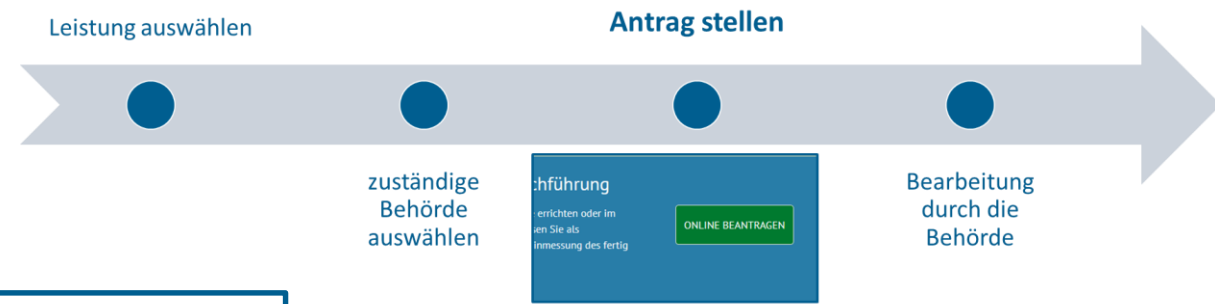 Leistung auswählen
Antrag stellen
zuständige
Behörde
auswählen
:hführung
errichten oder im
sen Sie als
inmessung des fertig
ONLINE BEANTRAGEN
Bearbeitung
durch die
Behörde